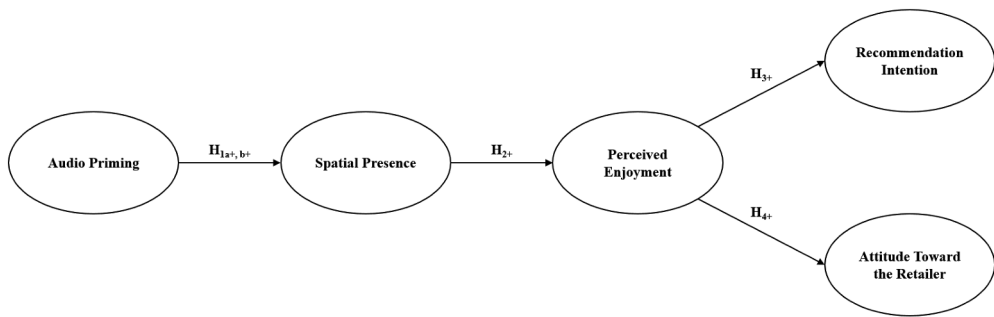 Recommendation
Intention
H3+
Audio Priming
H1a+, b+
Spatial Presence
H2+
Perceived
Enjoyment
H4+
Attitude Toward
the Retailer